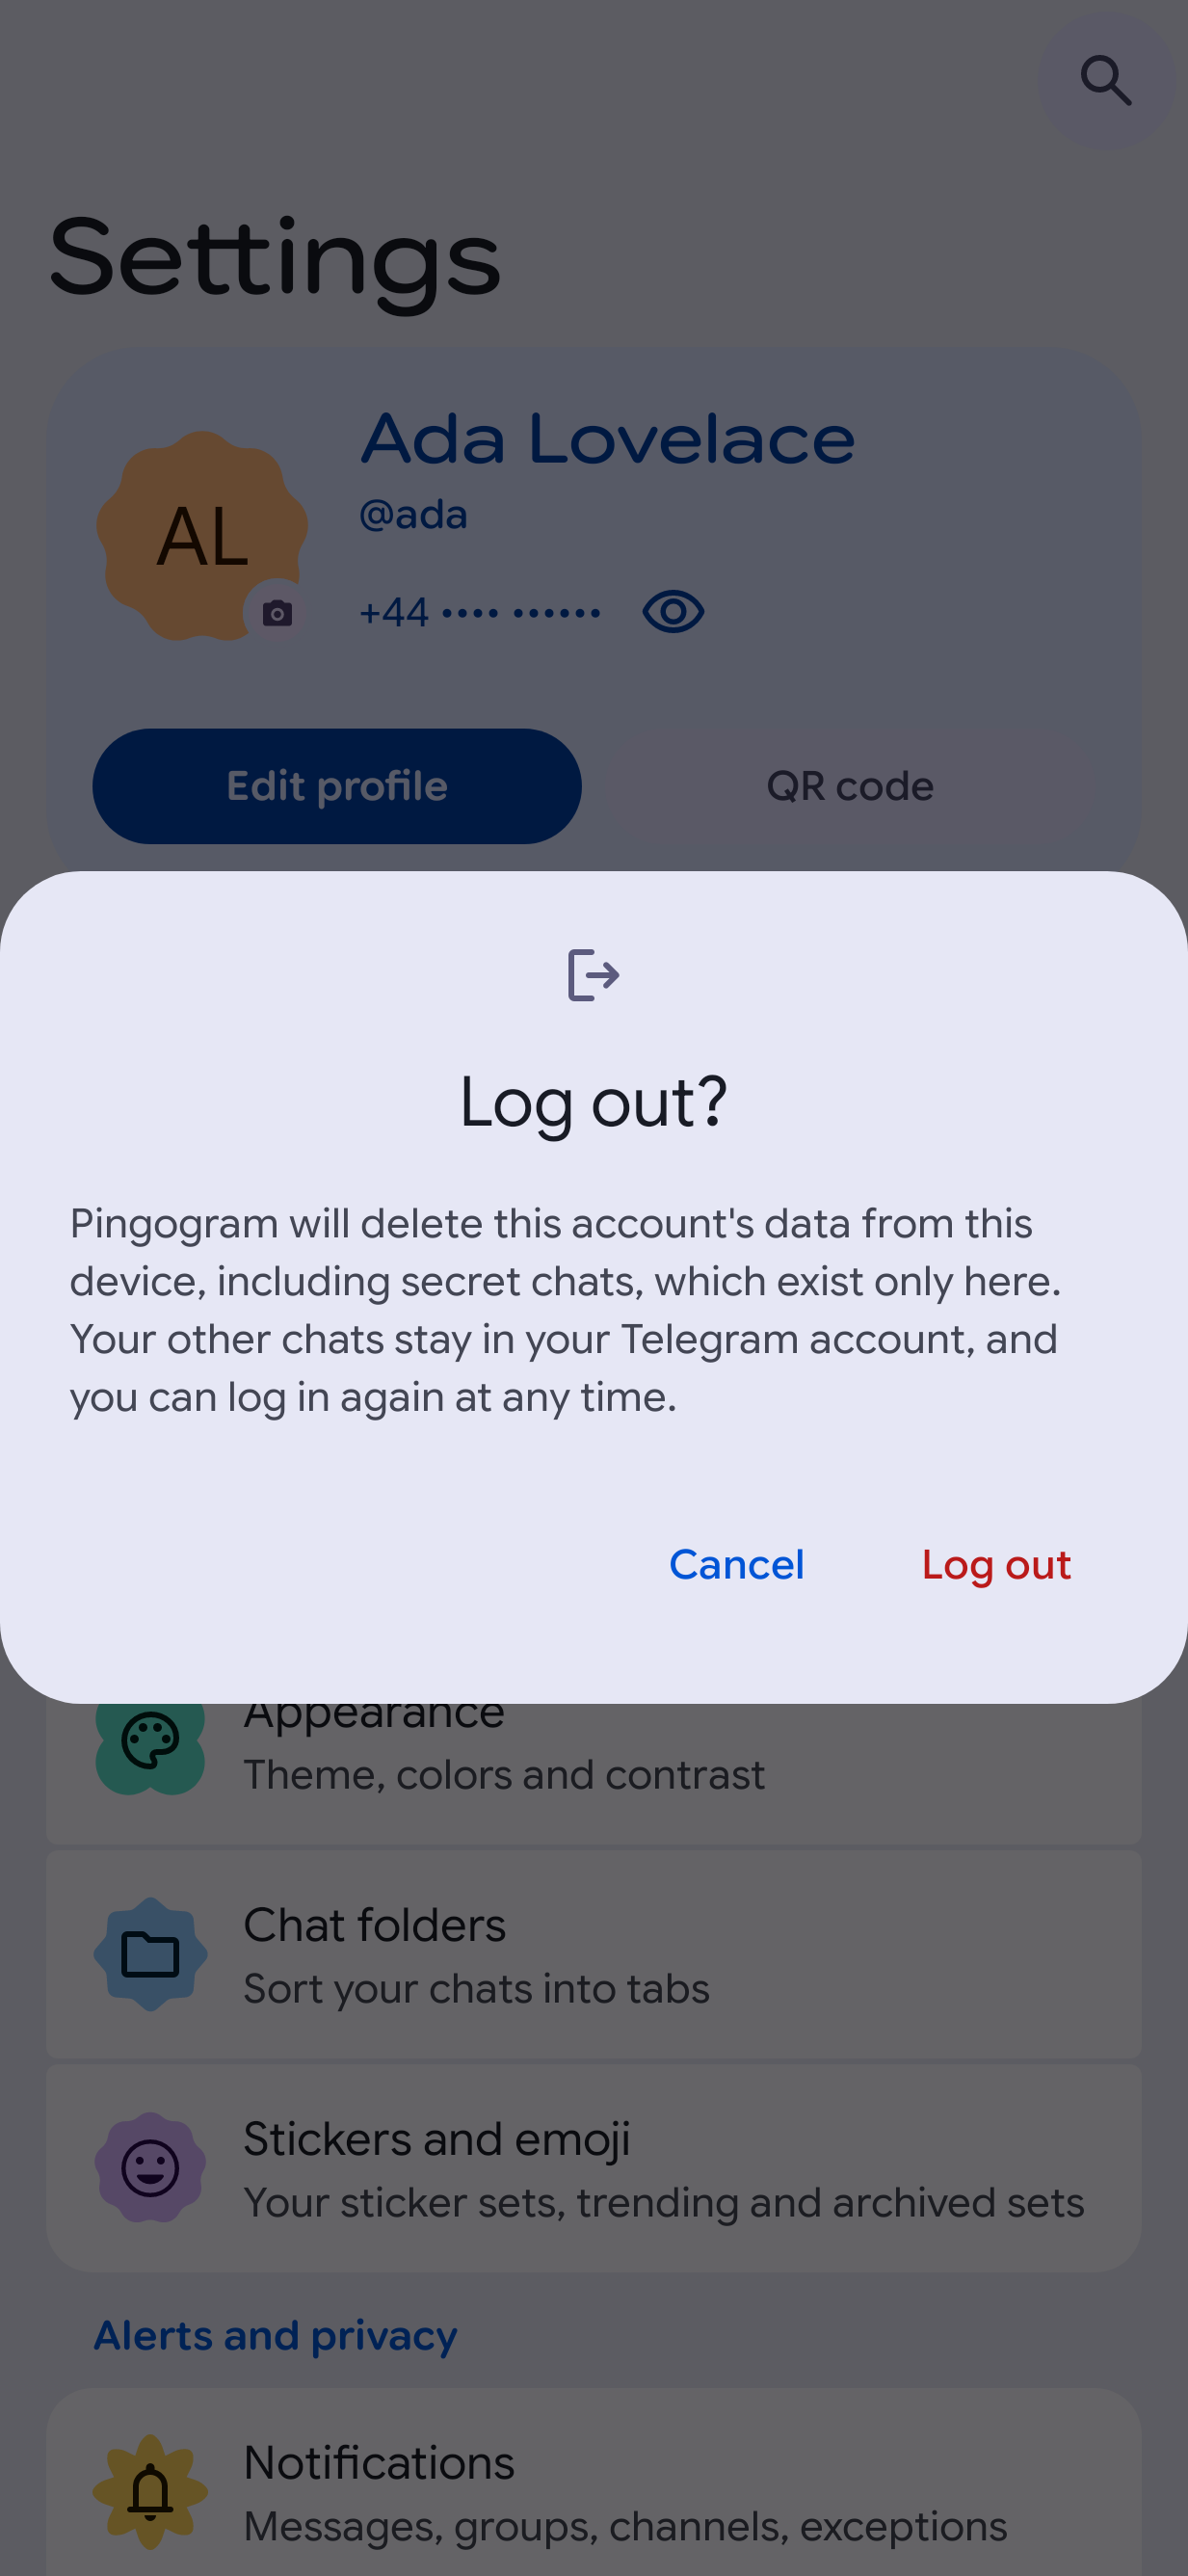 Settings
Ada Lovelace
@ada
AL
+44 •••• ••••••
Edit profile
QR code
Log out?
Pingogram will delete this account's data from this
device, including secret chats, which exist only here.
Your other chats stay in your Telegram account, and
you can log in again at any time.
Cancel
Log out
Appearance
Theme, colors and contrast
Chat folders
Sort your chats into tabs
Stickers and emoji
Your sticker sets, trending and archived sets
Alerts and privacy
Notifications
Messages, groups, channels, exceptions